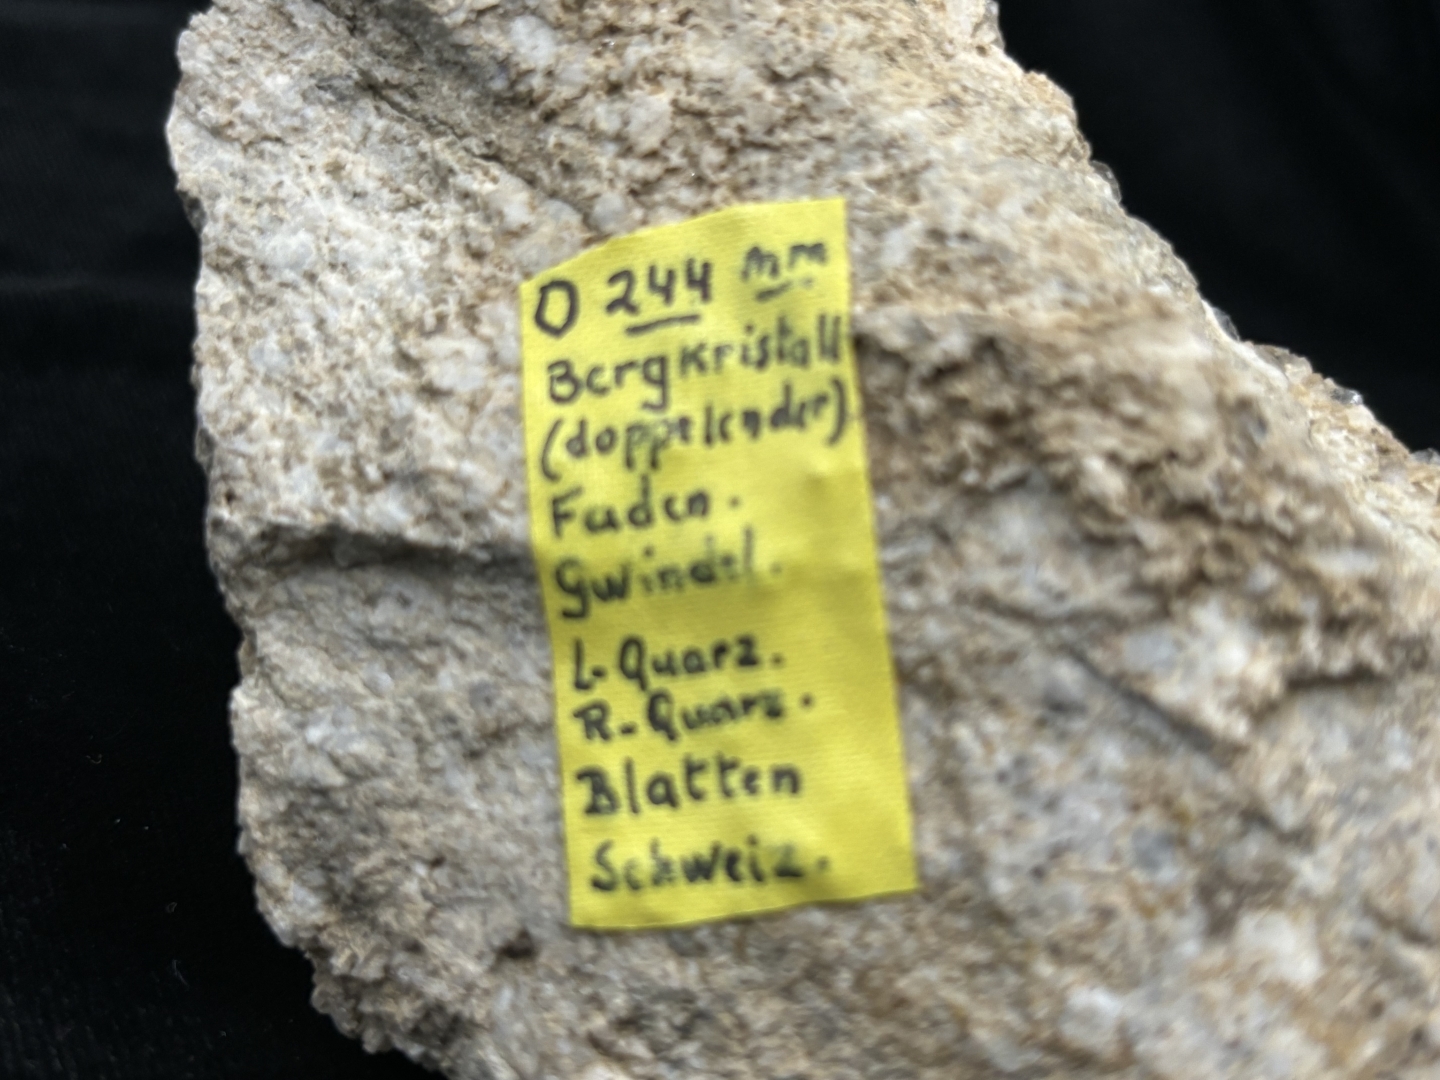 O 244 mm
Bergkristall
(doppelender)
Faden.
Gwindel.
L-Quarz.
R-Quarz.
Blatten
Schweiz.